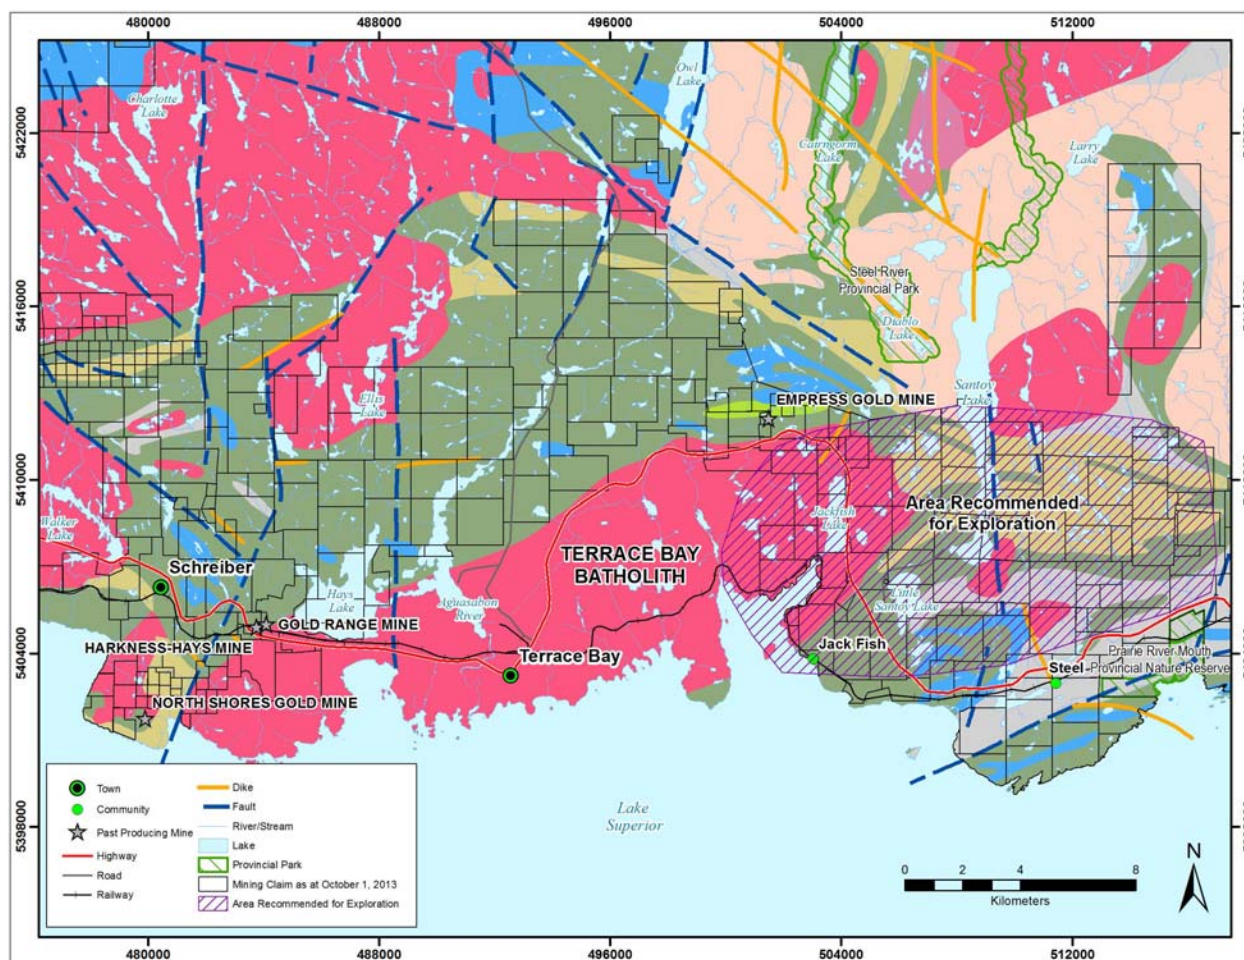 480000
488000
496000
504000
512000
Owl
Lake
Charlotte
Lake
5422000
Cairngorm
Lake
Larry
Lake
Steel River
Provincial Park
5416000
Diablo
Lake
Santoy
Lake
Ellis
Lake
EMPRESS GOLD MINE
5410000
Area Recommended
for Exploration
Jackfish
Lake
Walker
Lake
Schreiber
TERRACE BAY
BATHOLITH
Hays
Lake
Aguasabon
River
Little
Santoy Lake
GOLD RANGE MINE
HARKNESS-HAYS MINE
5404000
Terrace Bay
Jack Fish
Prairie River Mouth
Steel
Provincial Nature Reserve
NORTH SHORES GOLD MINE
Town
Community
Past Producing Mine
Highway
Road
Railway
Dike
Fault
River/Stream
Lake
Provincial Park
Mining Claim as at October 1, 2013
Area Recommended for Exploration
5398000
Lake
Superior
0 2 4 8
Kilometers
N
480000
488000
496000
504000
512000